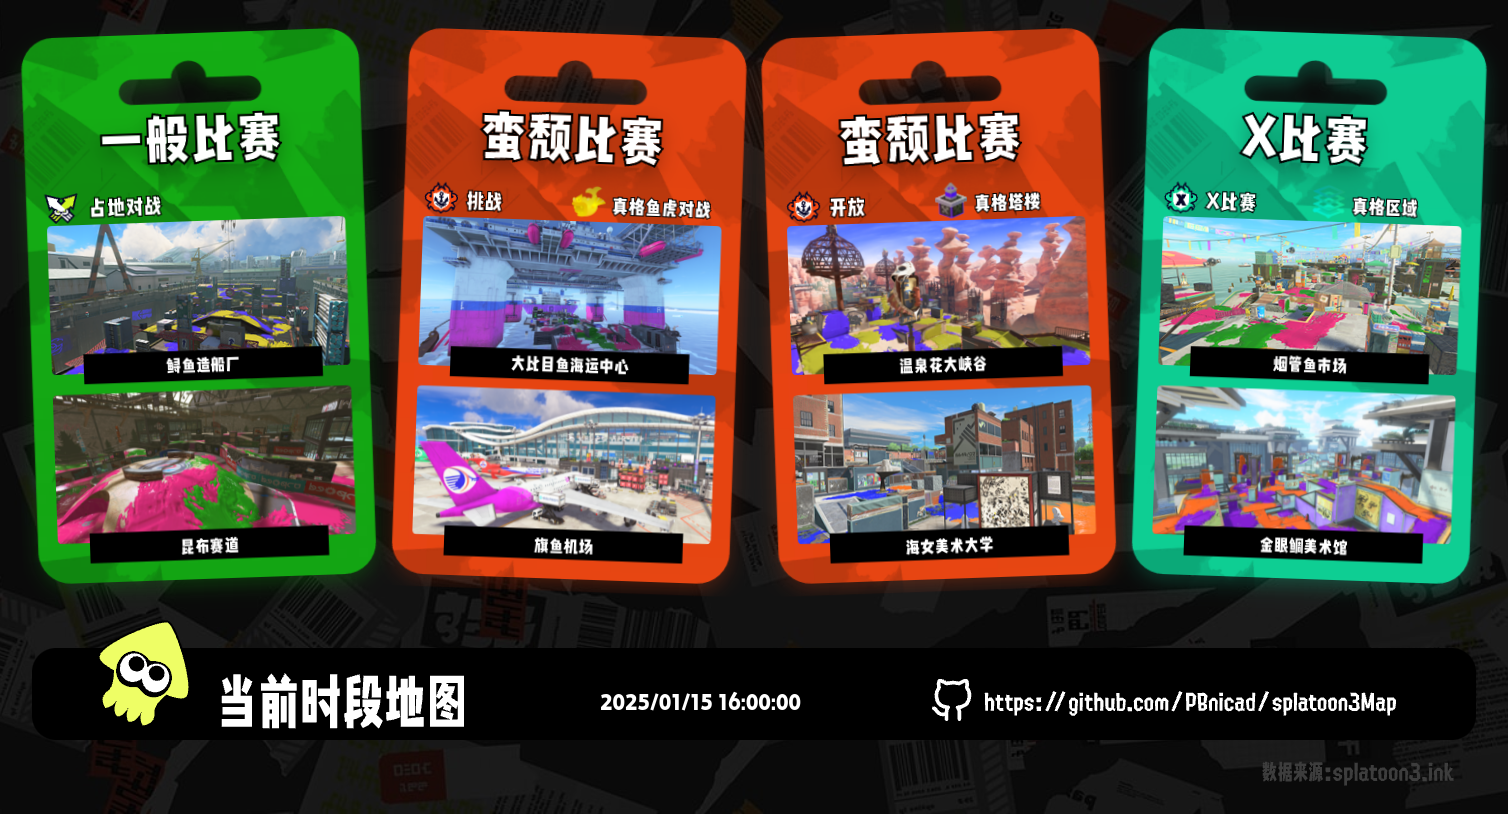 一般比赛
占地对战
鲟鱼造船厂
昆布赛道
蛮颓比赛
挑战
真格鱼虎对战
大比目鱼海运中心
旗鱼机场
蛮颓比赛
开放
真格塔楼
温泉花大峡谷
海女美术大学
X比赛
X比赛
真格区域
烟管鱼市场
金眼鲷美术馆
当前时段地图
2025/01/15 16:00:00
https://github.com/PBnicad/splatoon3Map
数据来源:splatoon3.ink